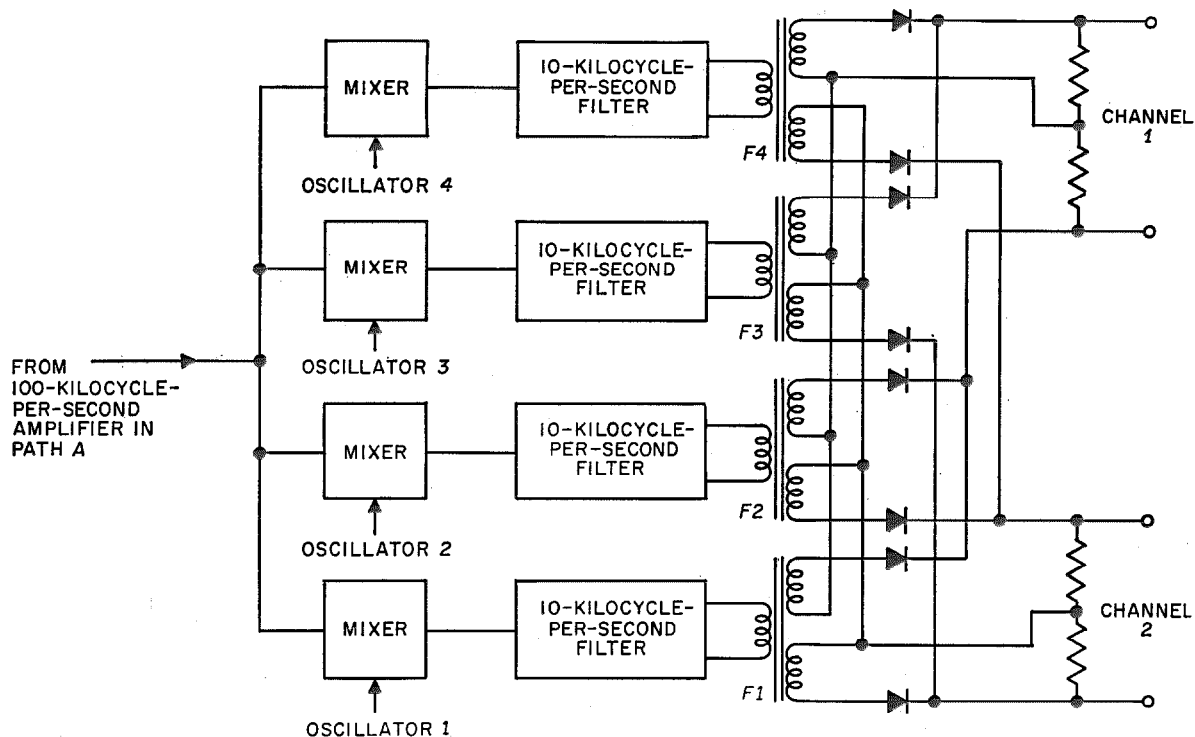 MIXER
10-KILOCYCLE-
PER-SECOND
FILTER
F4
OSCILLATOR 4
CHANNEL
1
MIXER
10-KILOCYCLE-
PER-SECOND
FILTER
F3
OSCILLATOR 3
FROM
100-KILOCYCLE-
PER-SECOND
AMPLIFIER IN
PATH A
MIXER
10-KILOCYCLE-
PER-SECOND
FILTER
F2
OSCILLATOR 2
MIXER
10-KILOCYCLE-
PER-SECOND
FILTER
F1
OSCILLATOR 1
CHANNEL
2